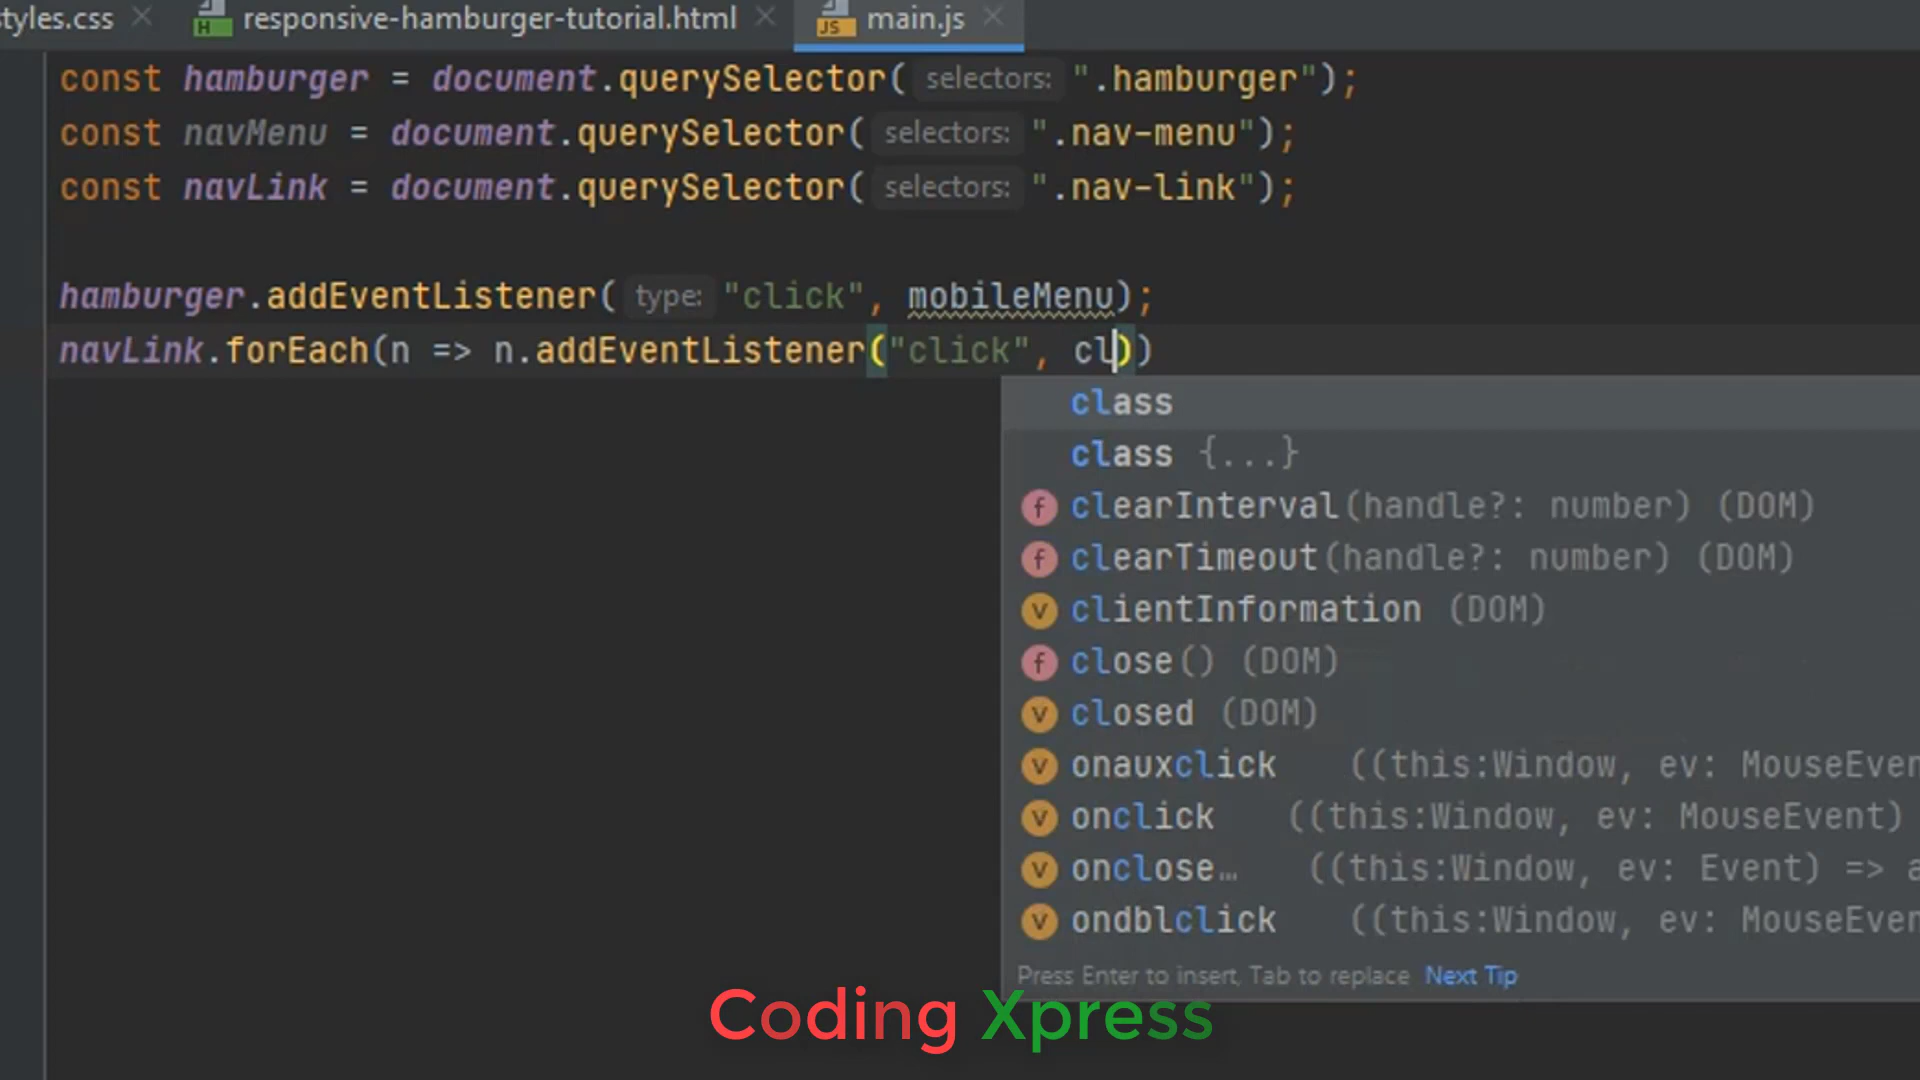 tyles.css responsive-hamburger-tutorial.html main.js
const hamburger = document.querySelector( selectors: ".hamburger");
const navMenu = document.querySelector( selectors: ".nav-menu");
const navLink = document.querySelector( selectors: ".nav-link");
hamburger.addEventListener( type: "click", mobileMenu);
navLink.forEach(n => n.addEventListener("click", cl))
class
class {...}
f clearInterval(handle?: number) (DOM)
f clearTimeout(handle?: number) (DOM)
v clientInformation (DOM)
f close() (DOM)
v closed (DOM)
v onauxclick ((this:Window, ev: MouseEven
v onclick ((this:Window, ev: MouseEvent)
v onclose… ((this:Window, ev: Event) => a
v ondblclick ((this:Window, ev: MouseEven
Press Enter to insert, Tab to replace Next Tip
Coding Xpress